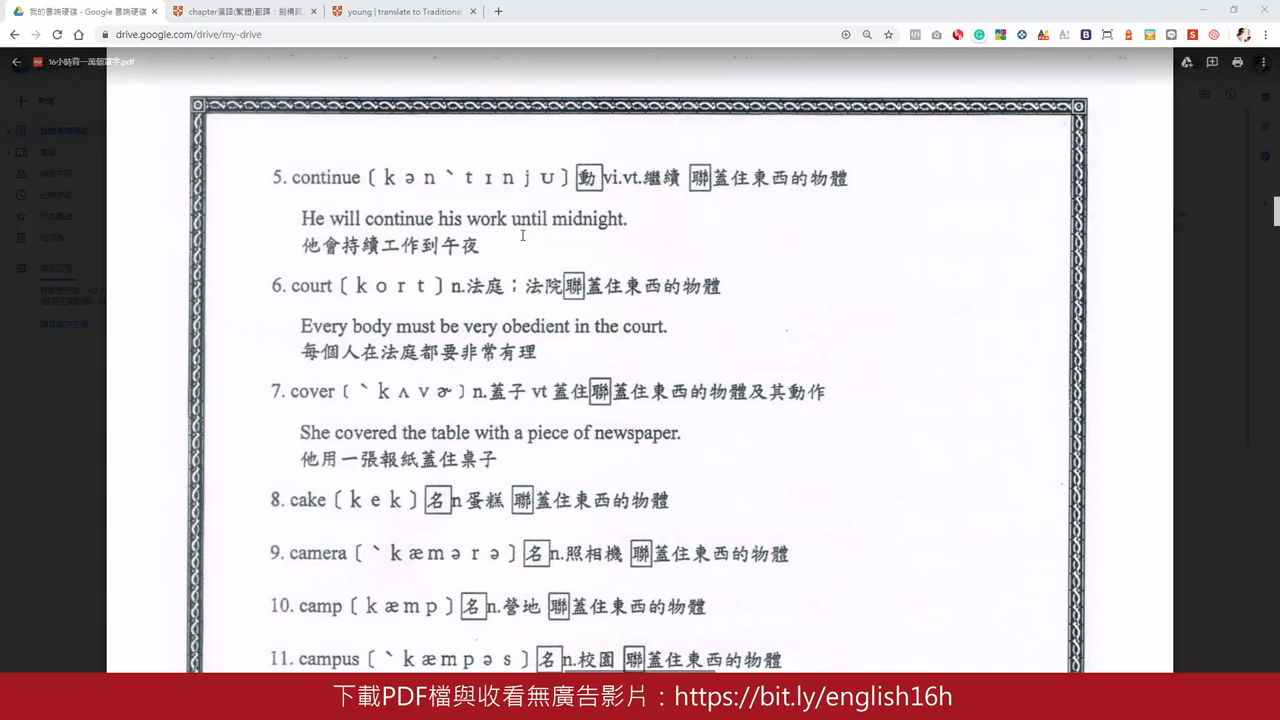 我的雲端硬碟 - Google 雲端硬碟
chapter漢語(繁體)翻譯：劍橋詞
young | translate to Traditional
drive.google.com/drive/my-drive
16小時背一萬個單字.pdf
5. continue〔kənˋtɪnjʊ〕動vi.vt.繼續 聯蓋住東西的物體
He will continue his work until midnight.
他會持續工作到午夜
6. court〔kort〕n.法庭；法院聯蓋住東西的物體
Every body must be very obedient in the court.
每個人在法庭都要非常有理
7. cover〔ˋkʌvɚ〕n.蓋子 vt 蓋住聯蓋住東西的物體及其動作
She covered the table with a piece of newspaper.
他用一張報紙蓋住桌子
8. cake〔kek〕名n蛋糕 聯蓋住東西的物體
9. camera〔ˋkæmərə〕名n.照相機 聯蓋住東西的物體
10. camp〔kæmp〕名n.營地 聯蓋住東西的物體
11. campus〔ˋkæmpəs〕名n.校園 聯蓋住東西的物體
下載PDF檔與收看無廣告影片：https://bit.ly/english16h